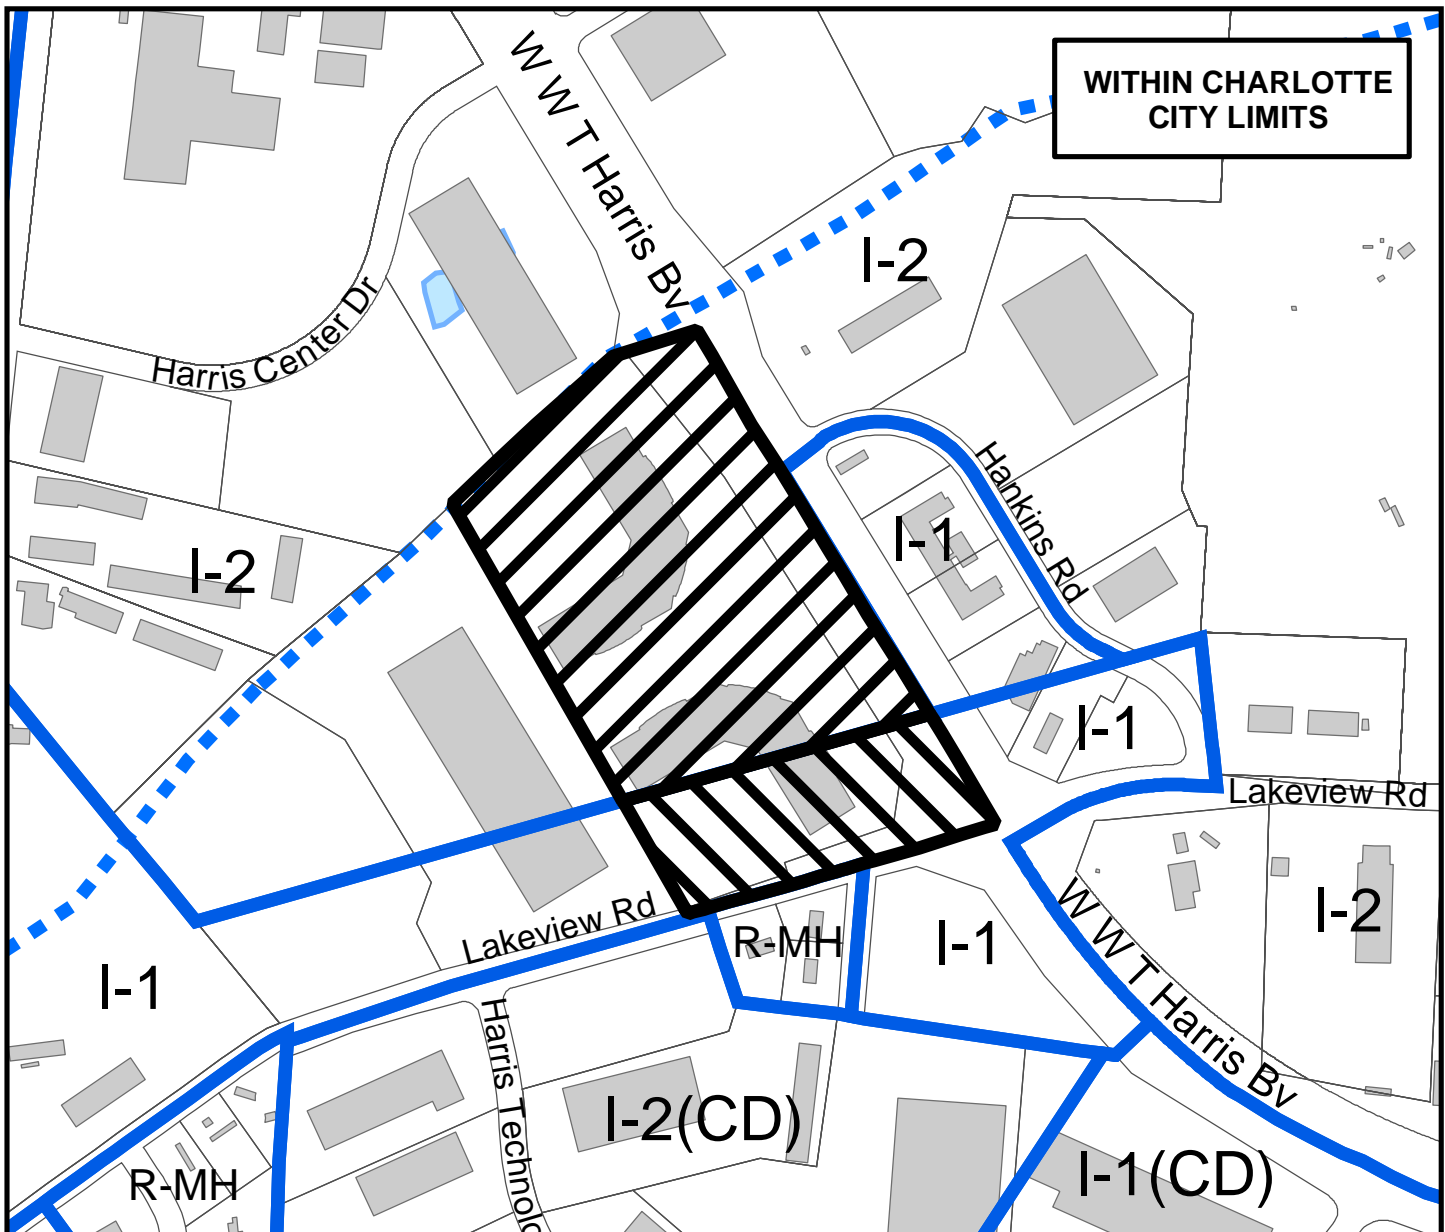 WITHIN CHARLOTTE
CITY LIMITS
W W T Harris Bv
I-2
Harris Center Dr
Hankins Rd
I-1
I-2
I-1
Lakeview Rd
I-2
Lakeview Rd
R-MH
I-1
W W T Harris Bv
I-1
Harris Technolo
I-2(CD)
I-1(CD)
R-MH